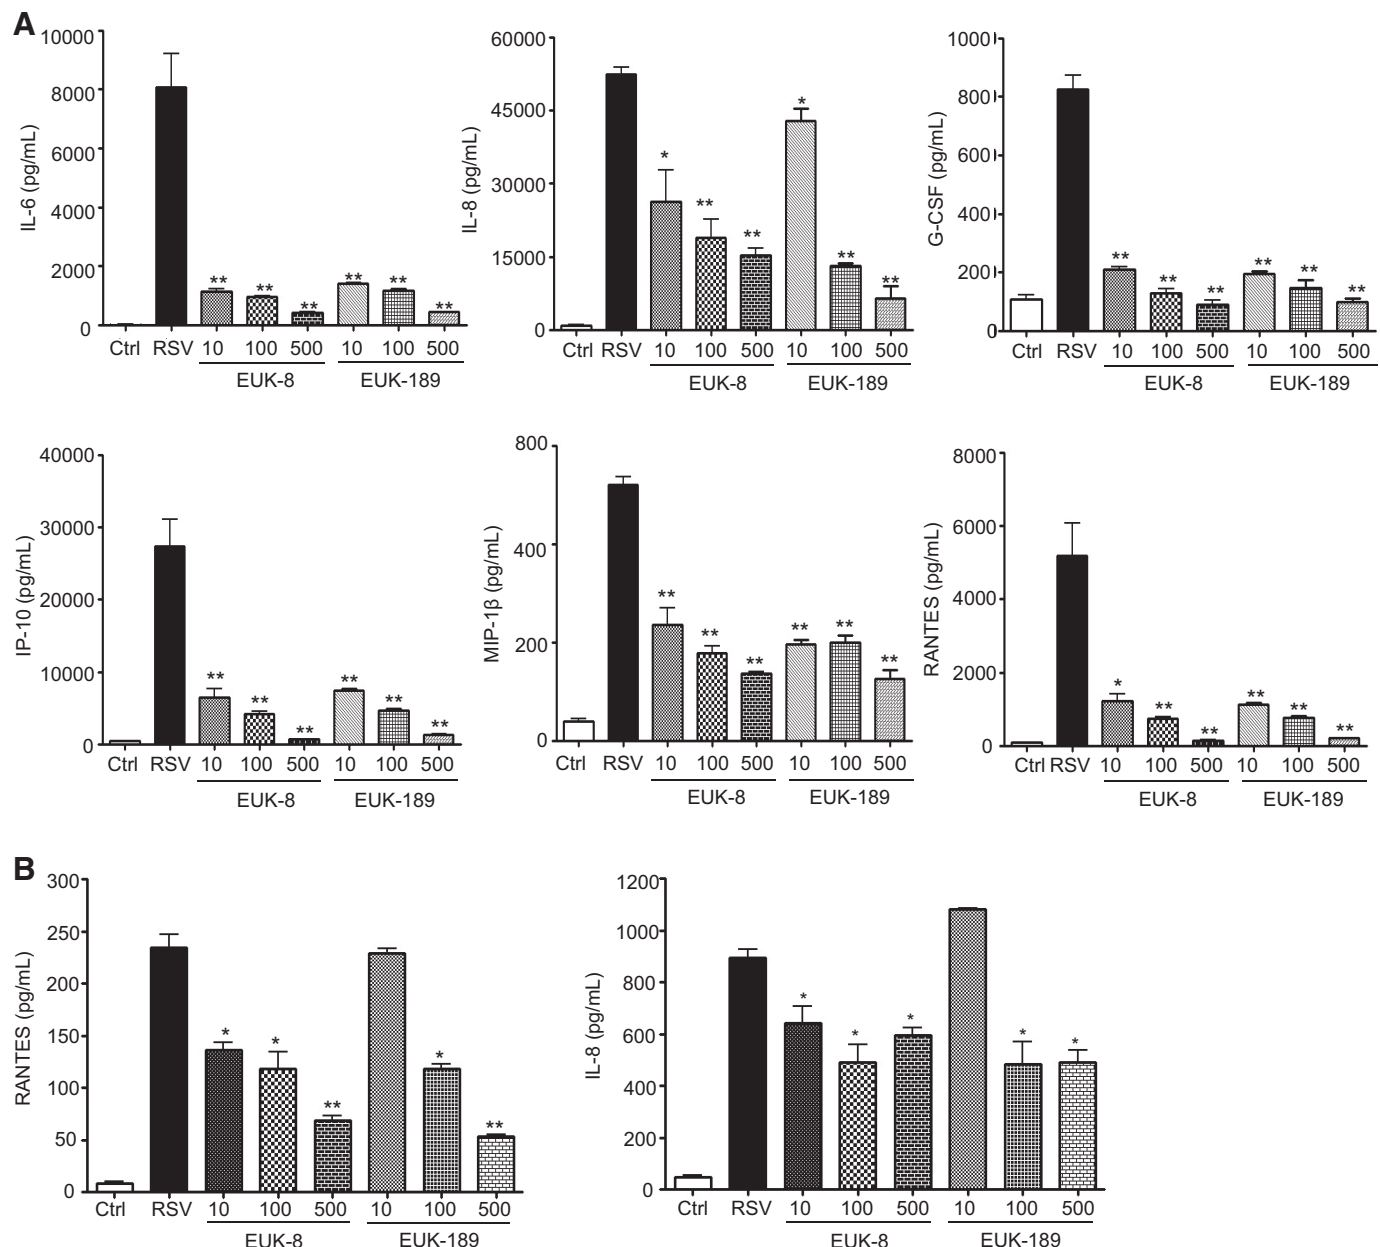 A
IL-6 (pg/mL)
10000
8000
6000
4000
2000
0
** ** ** ** ** **
Ctrl RSV 10 100 500 10 100 500
EUK-8 EUK-189
IL-8 (pg/mL)
60000
45000
30000
15000
0
* ** ** * ** **
Ctrl RSV 10 100 500 10 100 500
EUK-8 EUK-189
G-CSF (pg/mL)
1000
800
600
400
200
0
** ** ** ** ** **
Ctrl RSV 10 100 500 10 100 500
EUK-8 EUK-189
IP-10 (pg/mL)
40000
30000
20000
10000
0
** ** ** ** ** **
Ctrl RSV 10 100 500 10 100 500
EUK-8 EUK-189
MIP-1β (pg/mL)
800
400
200
0
** ** ** ** ** **
Ctrl RSV 10 100 500 10 100 500
EUK-8 EUK-189
RANTES (pg/mL)
8000
6000
4000
2000
0
* ** ** ** ** **
Ctrl RSV 10 100 500 10 100 500
EUK-8 EUK-189
B
RANTES (pg/mL)
300
250
200
150
100
50
0
* * ** * **
Ctrl RSV 10 100 500 10 100 500
EUK-8 EUK-189
IL-8 (pg/mL)
1200
1000
800
600
400
200
0
* * * * *
Ctrl RSV 10 100 500 10 100 500
EUK-8 EUK-189